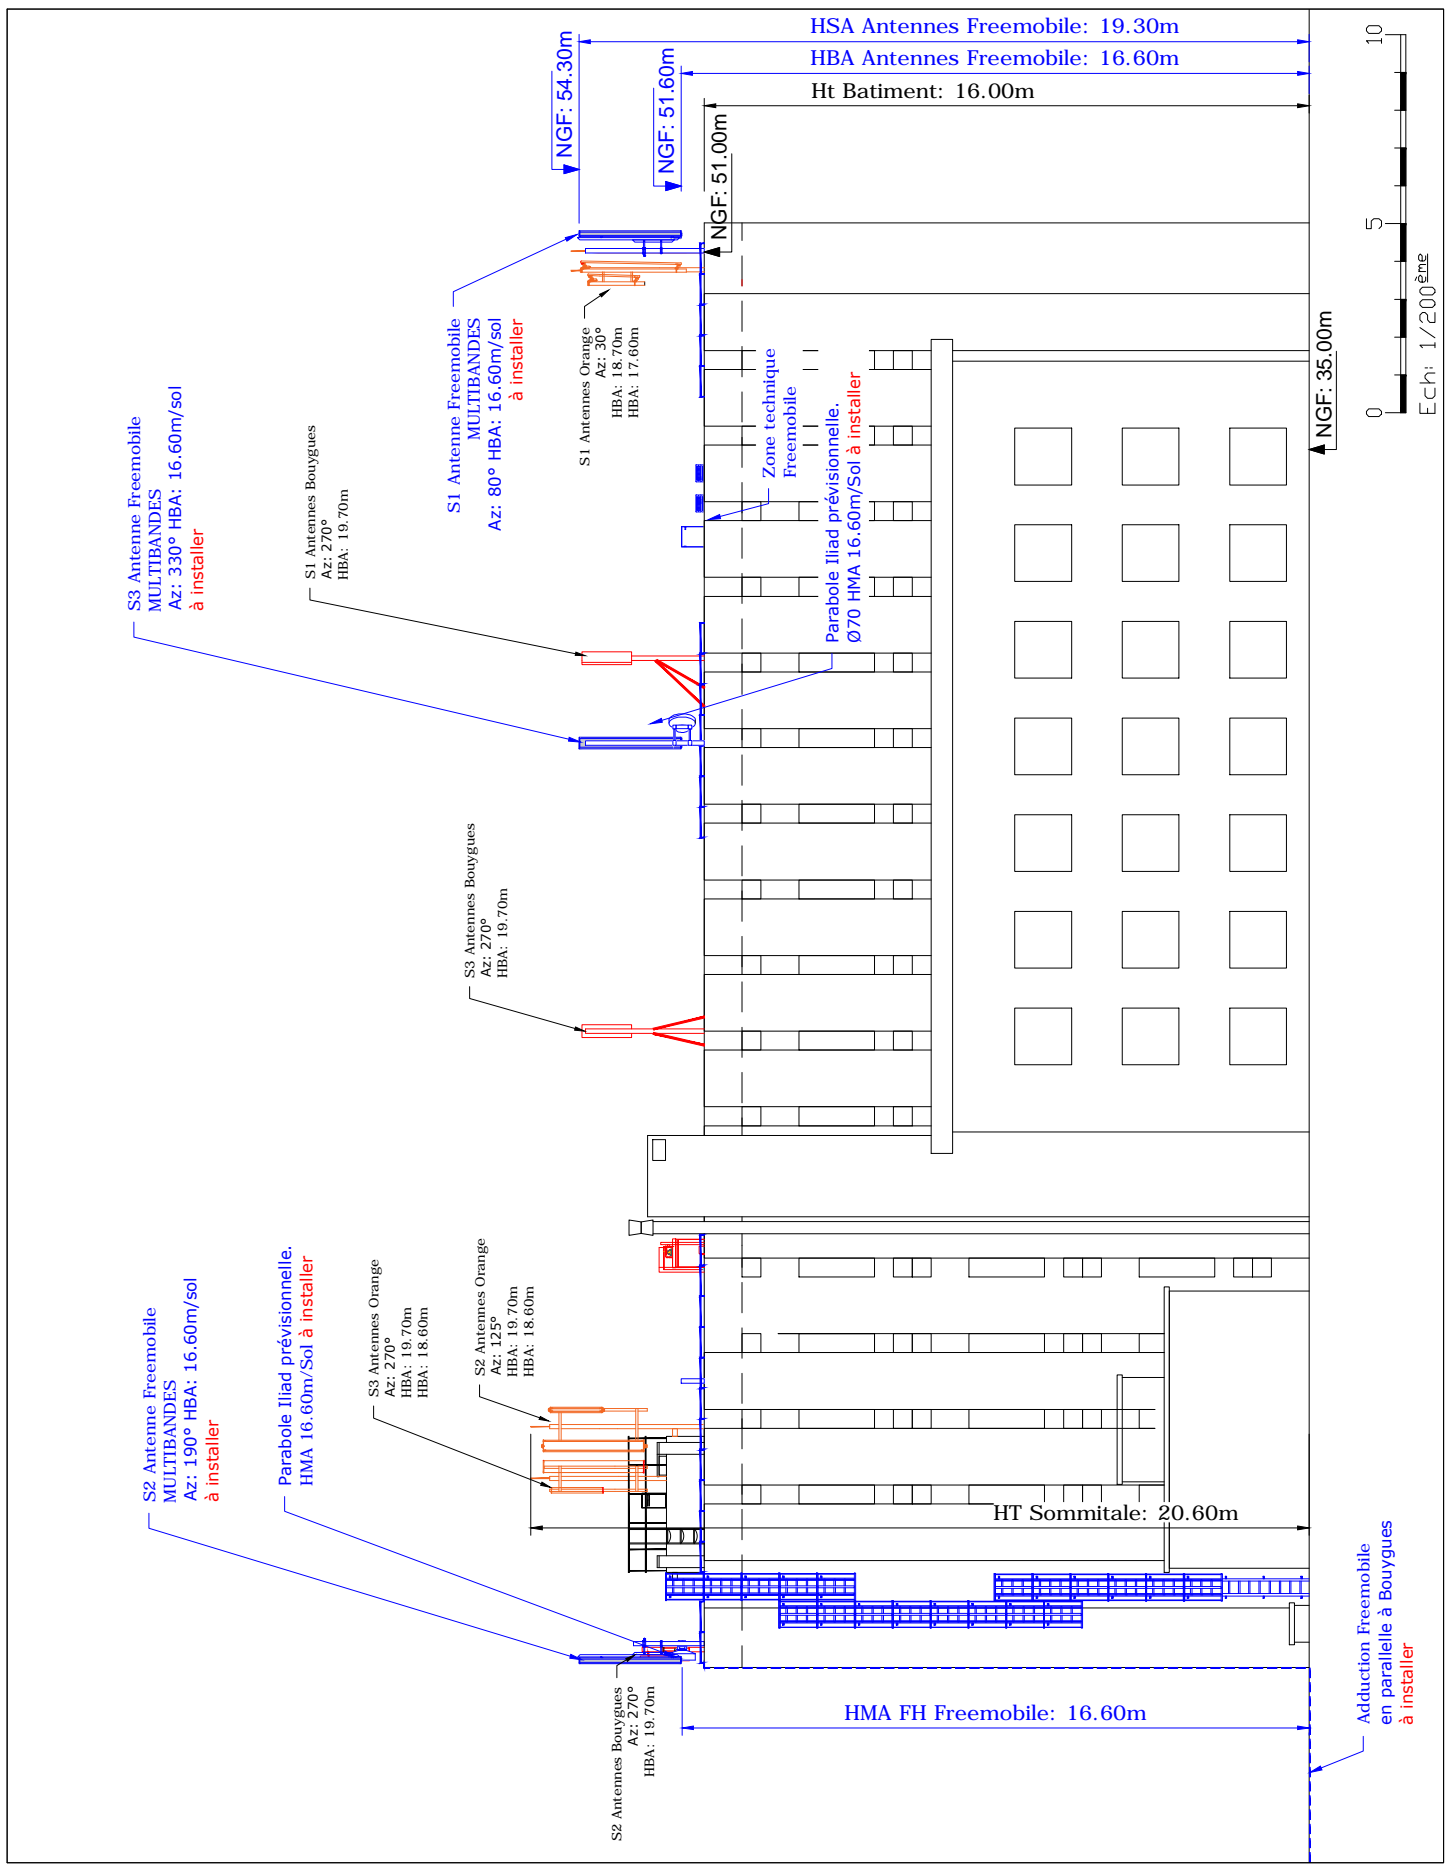 S2 Antenne Freemobile
MULTIBANDES
Az: 190° HBA: 16.60m/sol
à installer
Parabole Iliad prévisionnelle.
HMA 16.60m/Sol à installer
S3 Antennes Orange
Az: 270°
HBA: 19.70m
HBA: 18.60m
S2 Antennes Orange
Az: 125°
HBA: 19.70m
HBA: 18.60m
S2 Antennes Bouygues
Az: 270°
HBA: 19.70m
S3 Antennes Bouygues
Az: 270°
HBA: 19.70m
S3 Antenne Freemobile
MULTIBANDES
Az: 330° HBA: 16.60m/sol
à installer
S1 Antennes Bouygues
Az: 270°
HBA: 19.70m
S1 Antenne Freemobile
MULTIBANDES
Az: 80° HBA: 16.60m/sol
à installer
S1 Antennes Orange
Az: 30°
HBA: 18.70m
HBA: 17.60m
Zone technique
Freemobile
Parabole Iliad prévisionnelle.
Ø70 HMA 16.60m/Sol à installer
NGF: 54.30m
NGF: 51.60m
NGF: 51.00m
HSA Antennes Freemobile: 19.30m
HBA Antennes Freemobile: 16.60m
Ht Batiment: 16.00m
HT Sommitale: 20.60m
HMA FH Freemobile: 16.60m
Adduction Freemobile
en parallele à Bouygues
à installer
NGF: 35.00m
0 5 10
Ech: 1/200ème